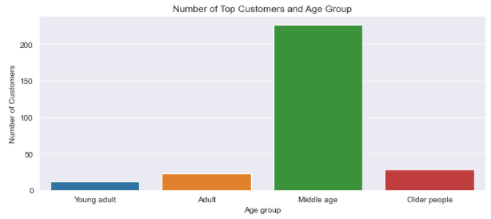 Number of Top Customers and Age Group
Number of Customers
200
150
100
50
0
Young adult Adult Middle age Older people
Age group